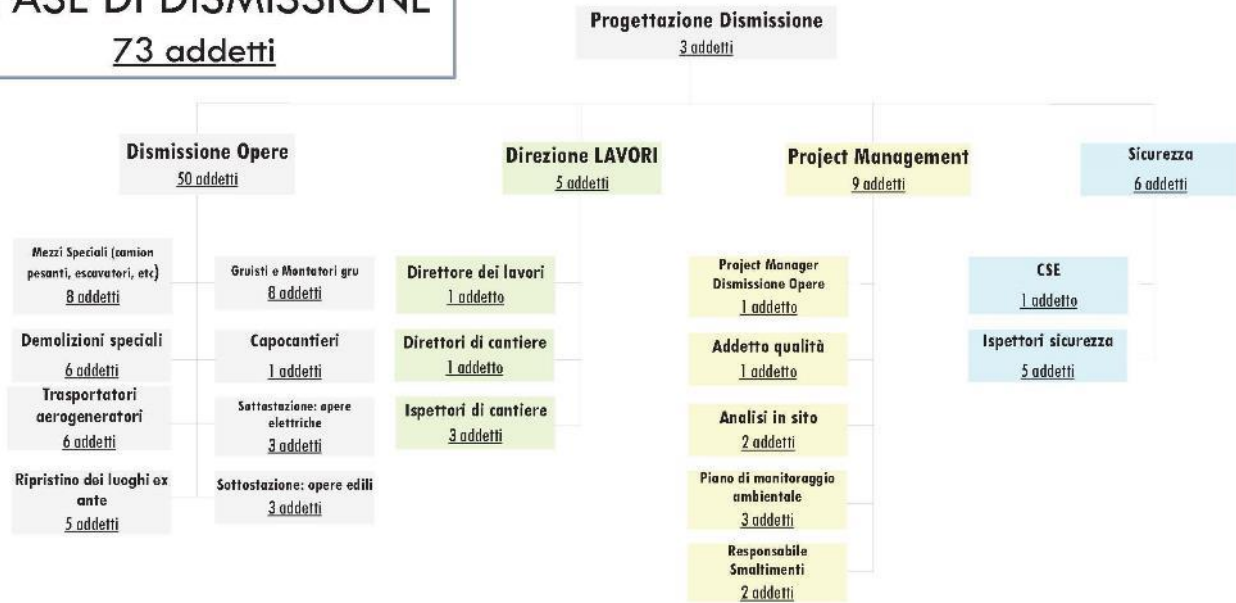 ASE DI DISMISSIONE
73 addetti
Progettazione Dismissione
3 addetti
Dismissione Opere
50 addetti
Direzione LAVORI
5 addetti
Project Management
9 addetti
Sicurezza
6 addetti
Mezzi Speciali (camion
pesanti, escavatori, etc)
8 addetti
Gruisti e Montatori gru
8 addetti
Demolizioni speciali
6 addetti
Capocantieri
1 addetti
Trasportatori
aerogeneratori
6 addetti
Sottostazione: opere
elettriche
3 addetti
Ripristino dei luoghi ex
ante
5 addetti
Sottostazione: opere edili
3 addetti
Direttore dei lavori
1 addetto
Direttori di cantiere
1 addetto
Ispettori di cantiere
3 addetti
Project Manager
Dismissione Opere
1 addetto
Addetto qualità
1 addetto
Analisi in sito
2 addetti
Piano di monitoraggio
ambientale
3 addetti
Responsabile
Smaltimenti
2 addetti
CSE
1 addetto
Ispettori sicurezza
5 addetti